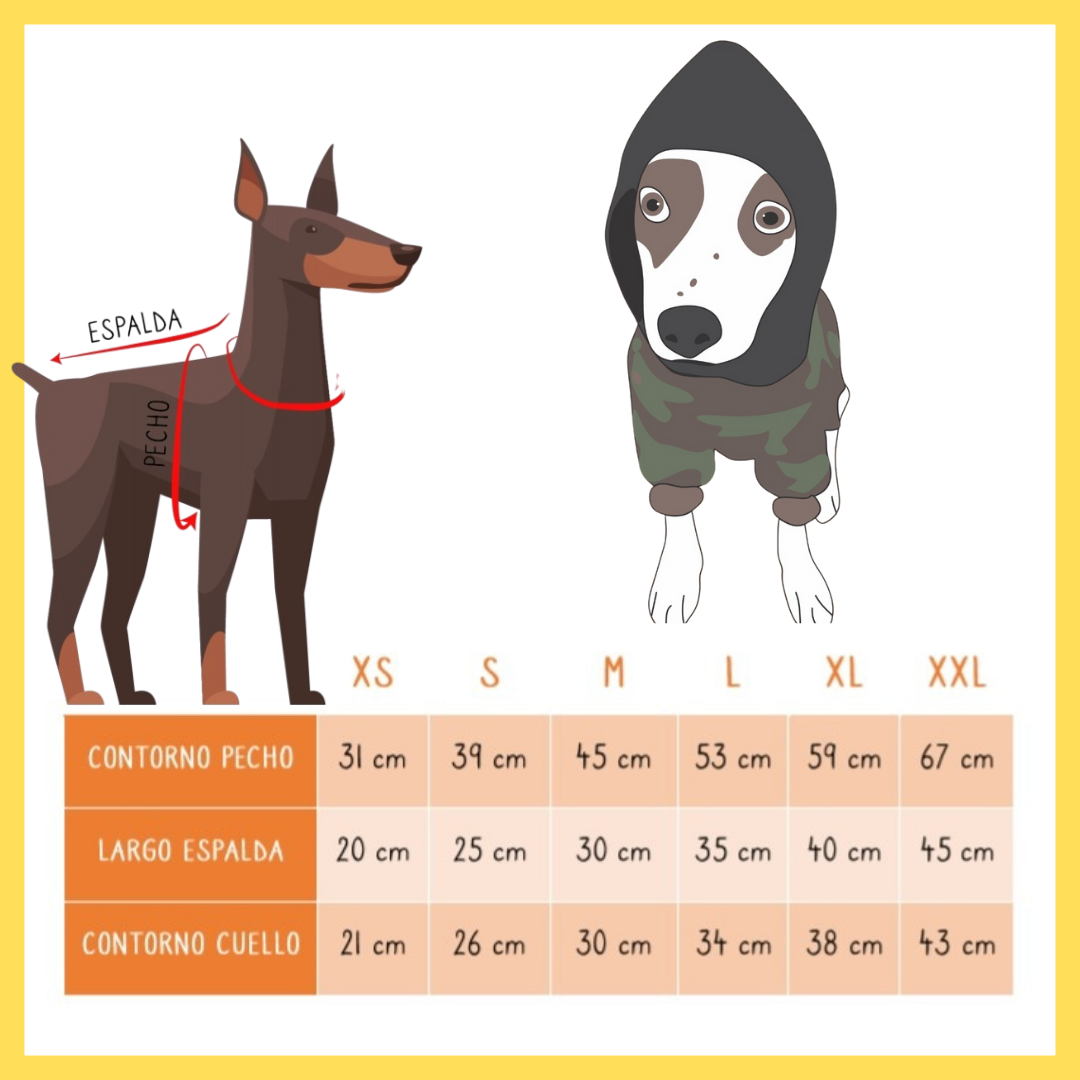 ESPALDA
PECHO
XS S M L XL XXL
CONTORNO PECHO 31 cm 39 cm 45 cm 53 cm 59 cm 67 cm
LARGO ESPALDA 20 cm 25 cm 30 cm 35 cm 40 cm 45 cm
CONTORNO CUELLO 21 cm 26 cm 30 cm 34 cm 38 cm 43 cm